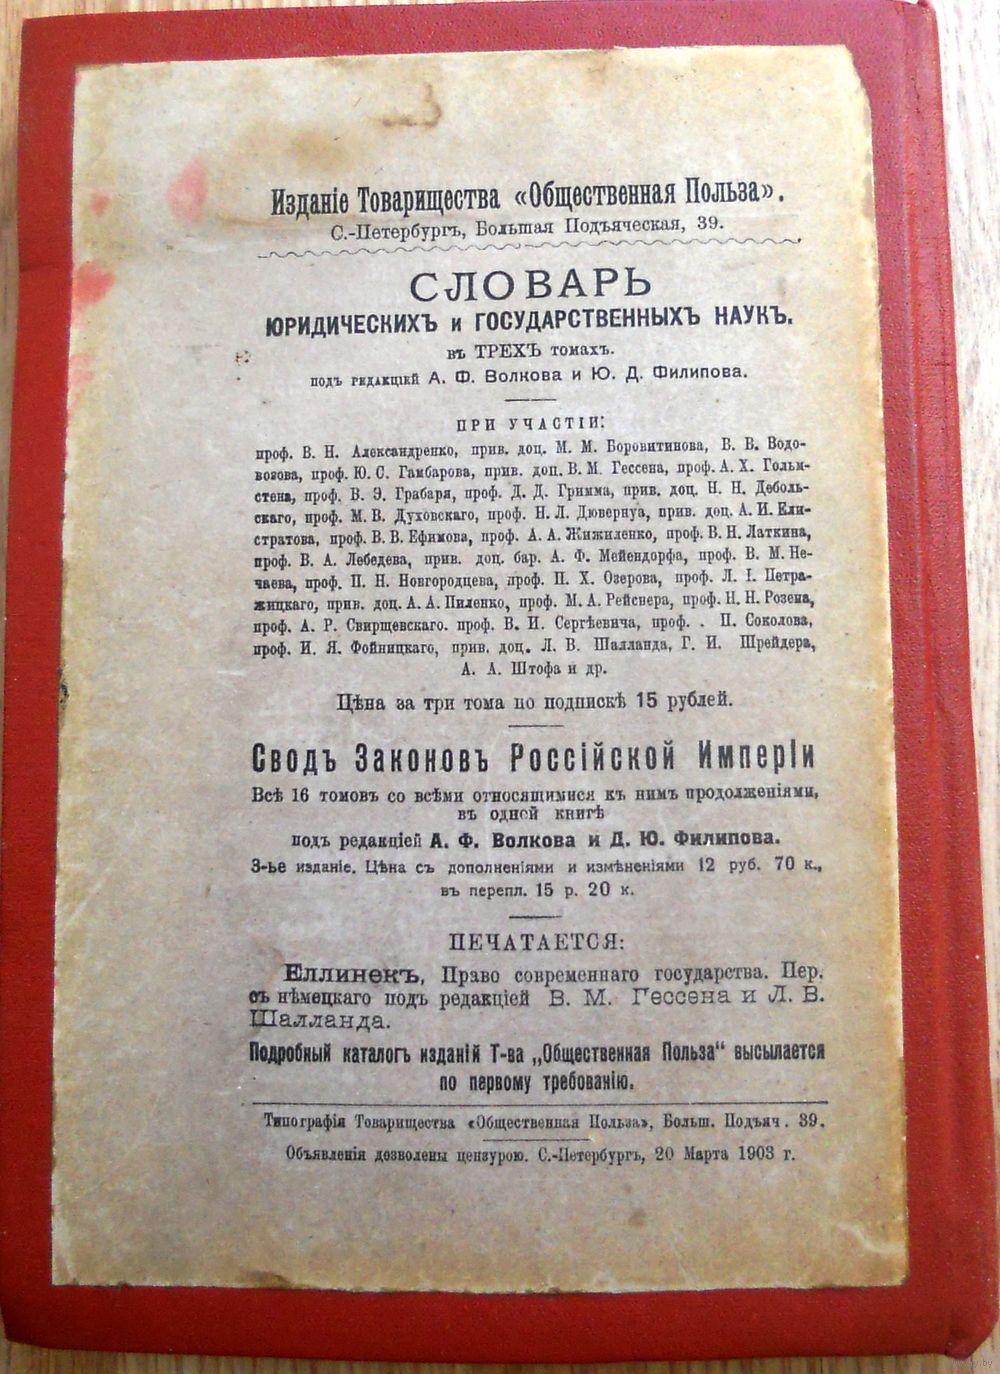 Изданіе Товарищества «Общественная Польза».
С.-Петербургъ, Большая Подъяческая, 39.
СЛОВАРЬ
ЮРИДИЧЕСКИХЪ и ГОСУДАРСТВЕННЫХЪ НАУКЪ.
въ ТРЕХЪ томахъ.
подъ редакціей А. Ф. Волкова и Ю. Д. Филипова.
ПРИ УЧАСТІИ:
проф. В. Н. Александренко, прив. доц. М. М. Боровитинова, В. В. Водо-
возова, проф. Ю. С. Гамбарова, прив. доц. В. М. Гессена, проф. А. Х. Гольм-
стена, проф. В. Э. Грабаря, проф. Д. Д. Гримма, прив. доц. Н. Н. Деболь-
скаго, проф. М. В. Духовскаго, проф. Н. Л. Дювернуа, прив. доц. А. И. Ели-
стратова, проф. В. В. Ефимова, проф. А. А. Жижиленко, проф. В. Н. Латкина,
проф. В. А. Лебедева, прив. доц. бар. А. Ф. Мейендорфа, проф. В. М. Не-
чаева, проф. П. Н. Новгородцева, проф. П. Х. Озерова, проф. Л. І. Петра-
жицкаго, прив. доц. А. А. Пиленко, проф. М. А. Рейснера, проф. Н. Н. Розена,
проф. А. Р. Свирщевскаго. проф. В. И. Сергѣевича, проф. . П. Соколова,
проф. И. Я. Фойницкаго, прив. доц. Л. В. Шалланда, Г. И. Шрейдера,
А. А. Штофа и др.
Цѣна за три тома по подпискѣ 15 рублей.
Сводъ Законовъ Россійской Имперіи
Всѣ 16 томовъ со всѣми относящимися къ нимъ продолженіями,
въ одной книгѣ
подъ редакціей А. Ф. Волкова и Д. Ю. Филипова.
3-ье изданіе. Цѣна съ дополненіями и измѣненіями 12 руб. 70 к.,
въ перепл. 15 р. 20 к.
ПЕЧАТАЕТСЯ:
Еллинекъ, Право современнаго государства. Пер.
съ нѣмецкаго подъ редакціей В. М. Гессена и Л. В.
Шалланда.
Подробный каталогъ изданій Т-ва „Общественная Польза“ высылается
по первому требованію.
Типографія Товарищества «Общественная Польза», Больш. Подъяч. 39.
Объявленія дозволены цензурою. С.-Петербургъ, 20 Марта 1903 г.